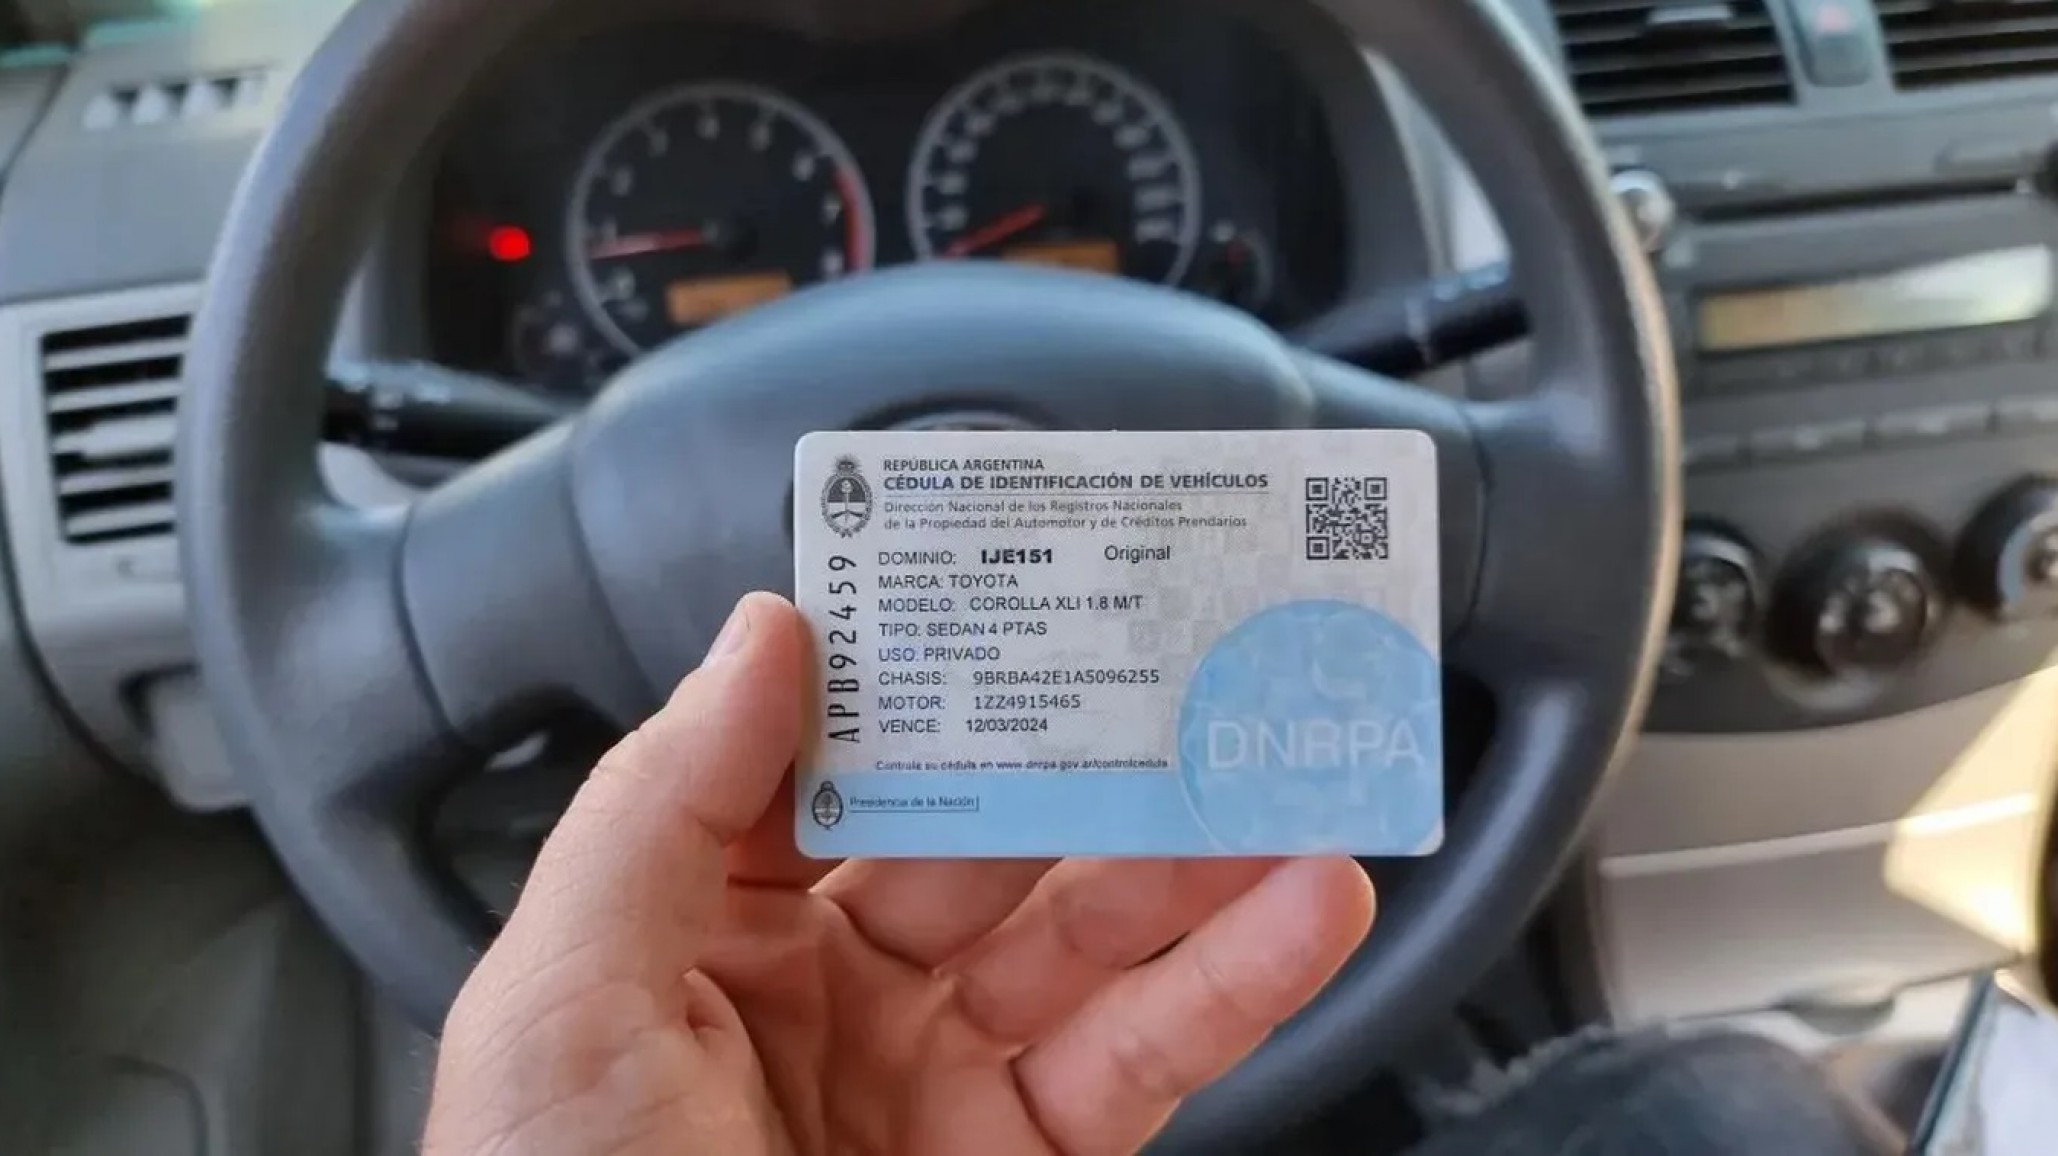 REPÚBLICA ARGENTINA
CÉDULA DE IDENTIFICACIÓN DE VEHÍCULOS
Dirección Nacional de los Registros Nacionales
de la Propiedad del Automotor y de Créditos Prendarios
DOMINIO: IJE151 Original
MARCA: TOYOTA
MODELO: COROLLA XLI 1.8 M/T
TIPO: SEDAN 4 PTAS
USO: PRIVADO
CHASIS: 9BRBA42E1A5096255
MOTOR: 1ZZ4915465
VENCE: 12/03/2024
Controle su cédula en www.dnrpa.gov.ar/controlcedula
Presidencia de la Nación
APB92459
DNRPA